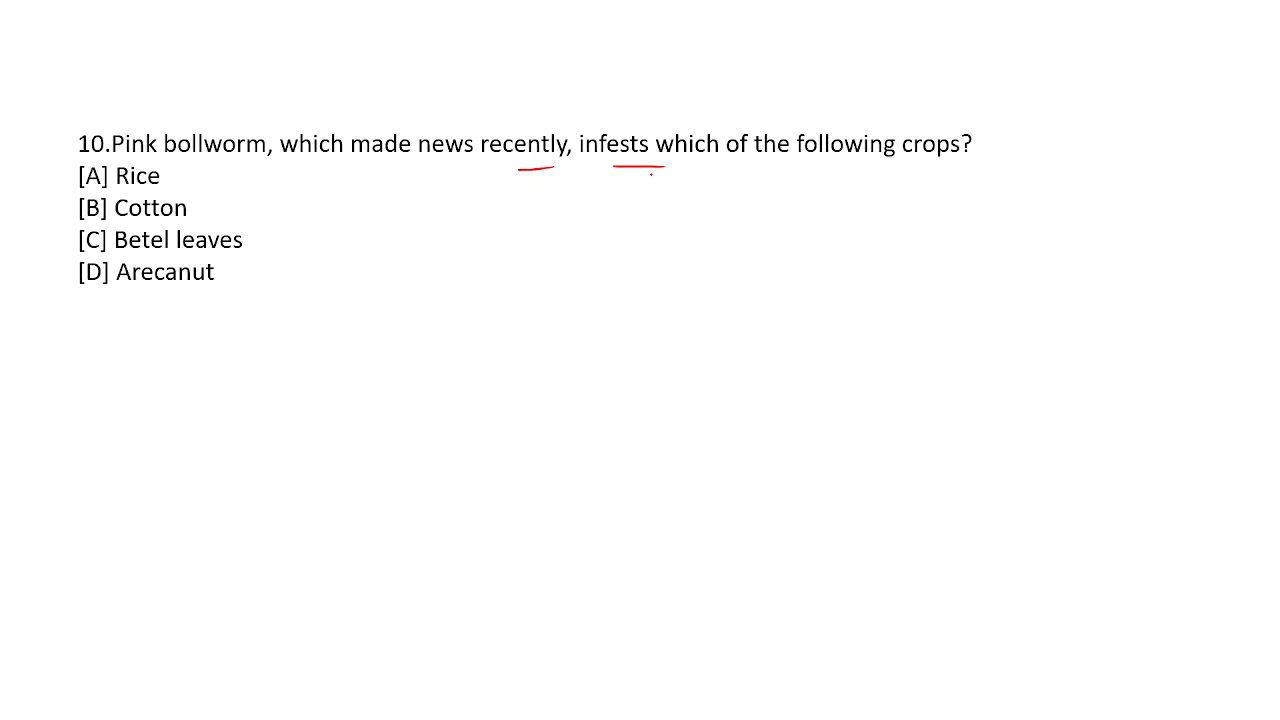 10.Pink bollworm, which made news recently, infests which of the following crops?
[A] Rice
[B] Cotton
[C] Betel leaves
[D] Arecanut